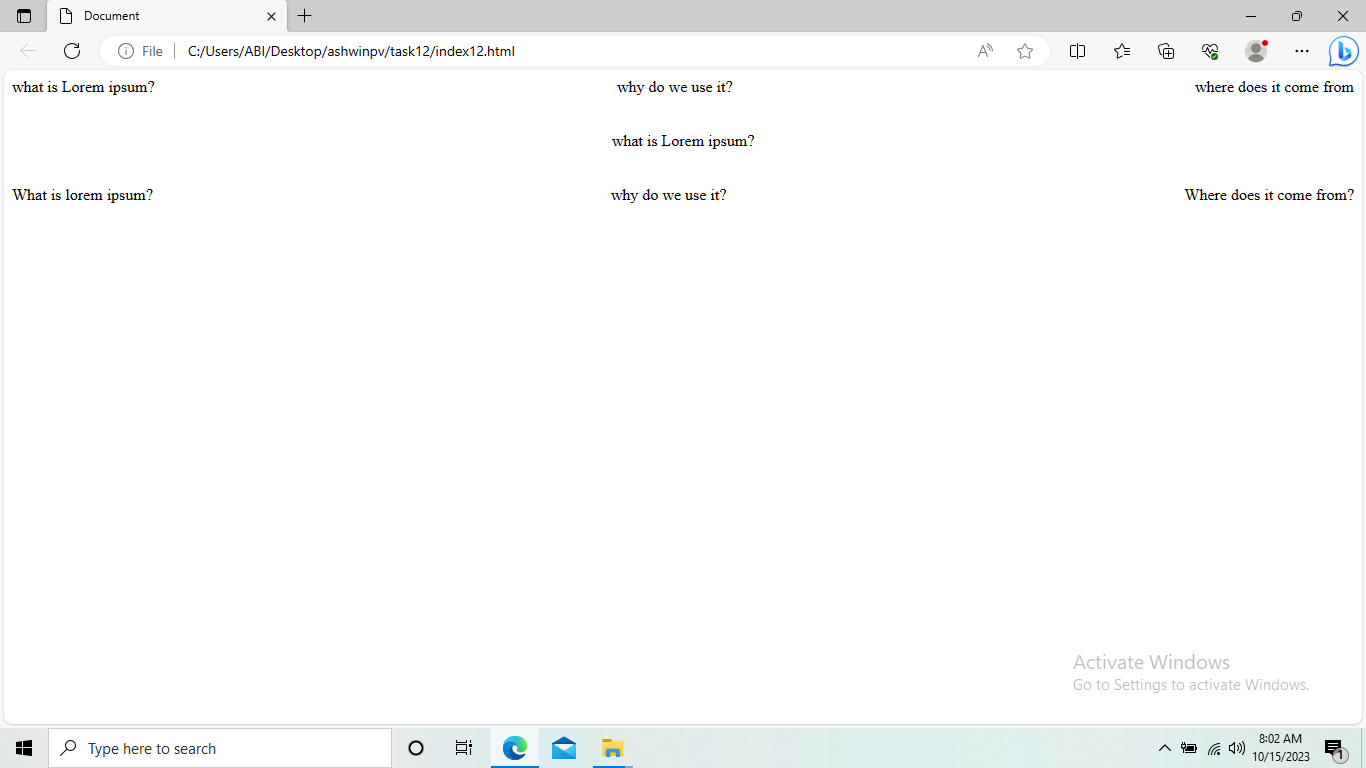 Document
File C:/Users/ABI/Desktop/ashwinpv/task12/index12.html
what is Lorem ipsum? why do we use it? where does it come from
what is Lorem ipsum?
What is lorem ipsum? why do we use it? Where does it come from?
Activate Windows
Go to Settings to activate Windows.
Type here to search
8:02 AM
10/15/2023
1